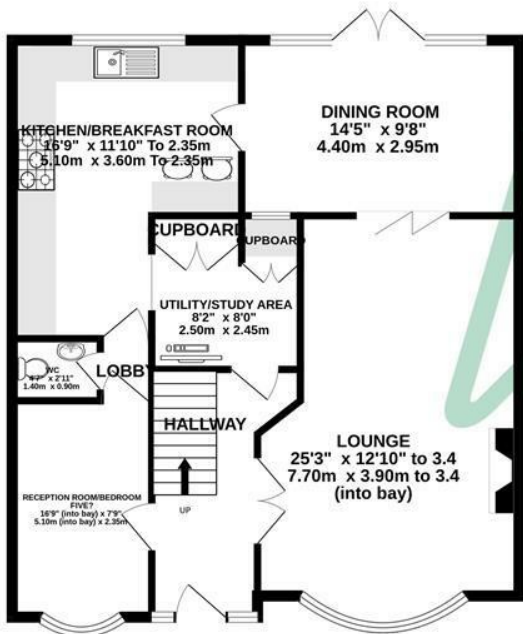 KITCHEN/BREAKFAST ROOM
16'9" x 11'10" To 2.35m
5.10m x 3.60m To 2.35m
DINING ROOM
14'5" x 9'8"
4.40m x 2.95m
CUPBOARD
CUPBOARD
UTILITY/STUDY AREA
8'2" x 8'0"
2.50m x 2.45m
WC
4'7" x 2'11"
1.40m x 0.90m
LOBBY
HALLWAY
UP
LOUNGE
25'3" x 12'10" to 3.4
7.70m x 3.90m to 3.4
(into bay)
RECEPTION ROOM/BEDROOM
FIVE?
16'9" (into bay) x 7'9"
5.10m (into bay) x 2.35m